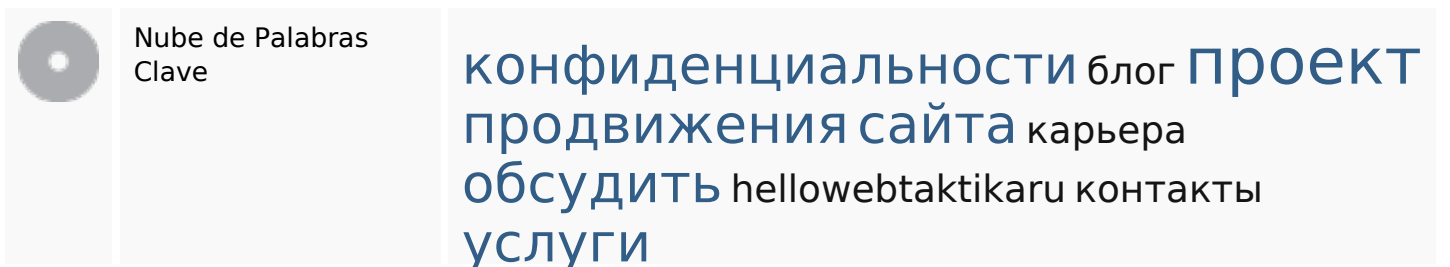 Nube de Palabras
Clave
конфиденциальности блог проект
продвижения сайта карьера
обсудить hellowebtaktikaru контакты
услуги